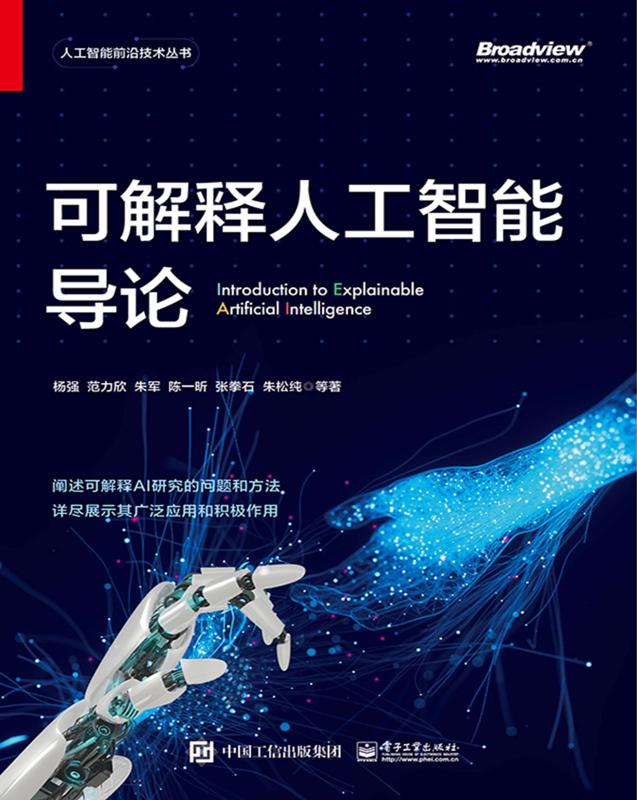 人工智能前沿技术丛书
Broadview®
www.broadview.com.cn
可解释人工智能
导论
Introduction to Explainable
Artificial Intelligence
杨强 范力欣 朱军 陈一昕 张拳石 朱松纯◎等著
阐述可解释AI研究的问题和方法
详尽展示其广泛应用和积极作用
中国工信出版集团
电子工业出版社
http://www.phei.com.cn